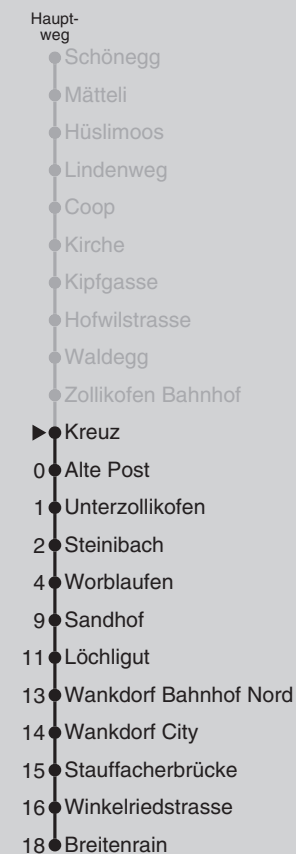 Haupt-
weg
Schönegg
Mätteli
Hüslimoos
Lindenweg
Coop
Kirche
Kipfgasse
Hofwilstrasse
Waldegg
Zollikofen Bahnhof
Kreuz
0 Alte Post
1 Unterzollikofen
2 Steinibach
4 Worblaufen
9 Sandhof
11 Löchligut
13 Wankdorf Bahnhof Nord
14 Wankdorf City
15 Stauffacherbrücke
16 Winkelriedstrasse
18 Breitenrain